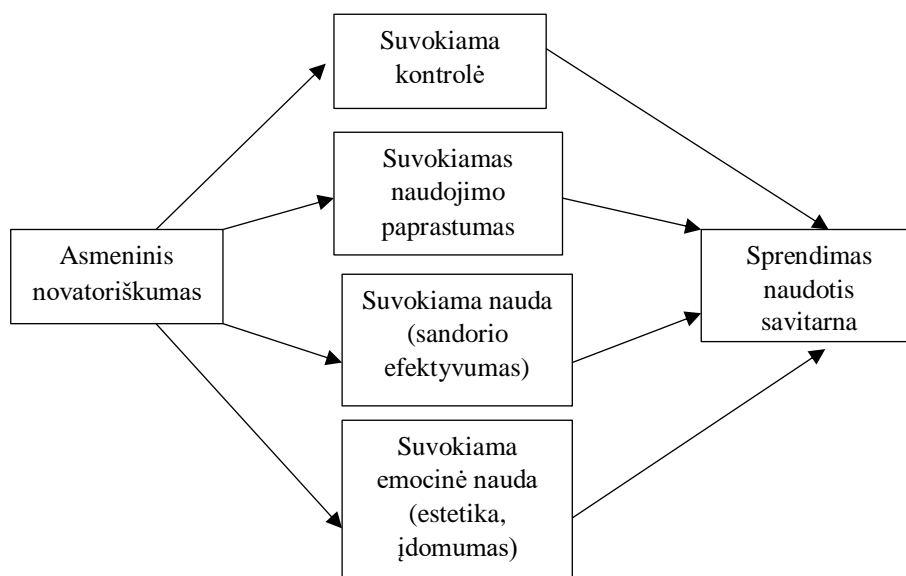 Suvokiama
kontrolė
Suvokiamas
naudojimo
paprastumas
Asmeninis
novatoriškumas
Suvokiama nauda
(sandorio
efektyvumas)
Suvokiama
emocinė nauda
(estetika,
įdomumas)
Sprendimas
naudotis
savitarna